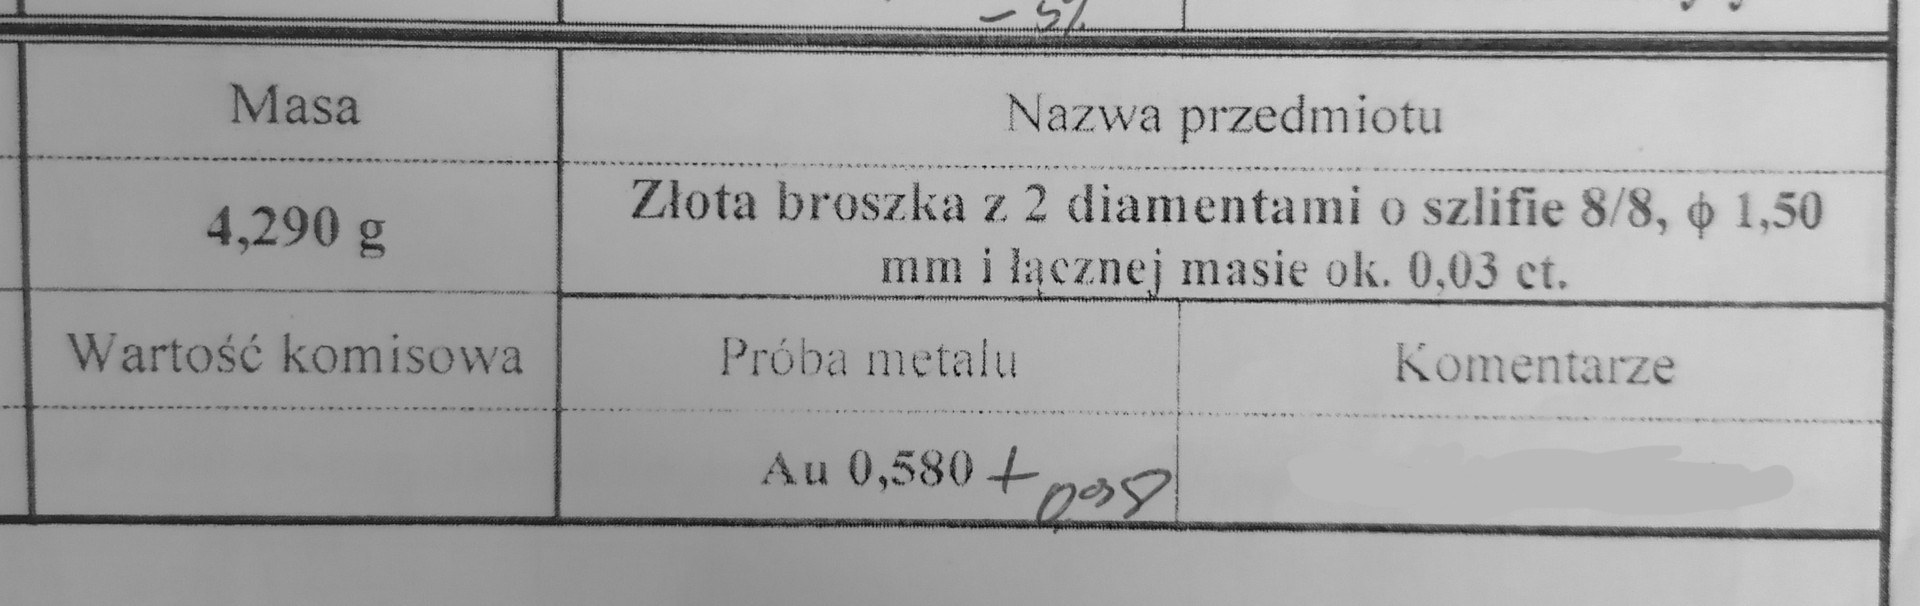 - 5%
Masa
Nazwa przedmiotu
4,290 g
Złota broszka z 2 diamentami o szlifie 8/8, ϕ 1,50
mm i łącznej masie ok. 0,03 ct.
Wartość komisowa
Próba metalu
Komentarze
Au 0,580 +